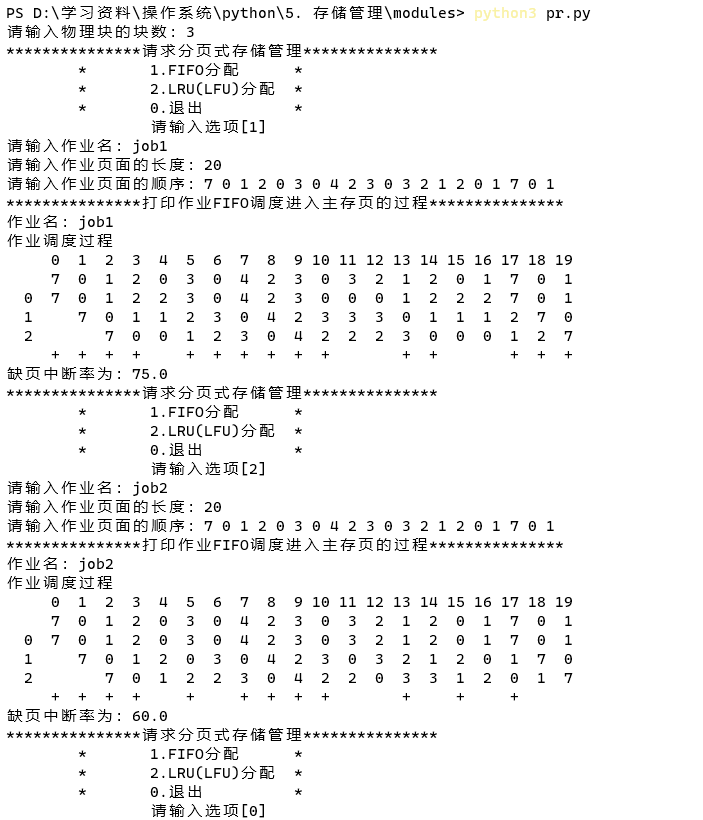 PS D:\学习资料\操作系统\python\5. 存储管理\modules> python3 pr.py
请输入物理块的块数: 3
***************请求分页式存储管理***************
        *       1.FIFO分配      *
        *       2.LRU(LFU)分配  *
        *       0.退出          *
                请输入选项[1]
请输入作业名: job1
请输入作业页面的长度: 20
请输入作业页面的顺序: 7 0 1 2 0 3 0 4 2 3 0 3 2 1 2 0 1 7 0 1
***************打印作业FIFO调度进入主存页的过程***************
作业名: job1
作业调度过程
     0  1  2  3  4  5  6  7  8  9 10 11 12 13 14 15 16 17 18 19
     7  0  1  2  0  3  0  4  2  3  0  3  2  1  2  0  1  7  0  1
  0  7  0  1  2  2  3  0  4  2  3  0  0  0  1  2  2  2  7  0  1
  1     7  0  1  1  2  3  0  4  2  3  3  3  0  1  1  1  2  7  0
  2        7  0  0  1  2  3  0  4  2  2  2  3  0  0  0  1  2  7
     +  +  +  +     +  +  +  +  +  +        +  +        +  +  +
缺页中断率为: 75.0
***************请求分页式存储管理***************
        *       1.FIFO分配      *
        *       2.LRU(LFU)分配  *
        *       0.退出          *
                请输入选项[2]
请输入作业名: job2
请输入作业页面的长度: 20
请输入作业页面的顺序: 7 0 1 2 0 3 0 4 2 3 0 3 2 1 2 0 1 7 0 1
***************打印作业FIFO调度进入主存页的过程***************
作业名: job2
作业调度过程
     0  1  2  3  4  5  6  7  8  9 10 11 12 13 14 15 16 17 18 19
     7  0  1  2  0  3  0  4  2  3  0  3  2  1  2  0  1  7  0  1
  0  7  0  1  2  0  3  0  4  2  3  0  3  2  1  2  0  1  7  0  1
  1     7  0  1  2  0  3  0  4  2  3  0  3  2  1  2  0  1  7  0
  2        7  0  1  2  2  3  0  4  2  2  0  3  3  1  2  0  1  7
     +  +  +  +     +     +  +  +  +        +     +     +
缺页中断率为: 60.0
***************请求分页式存储管理***************
        *       1.FIFO分配      *
        *       2.LRU(LFU)分配  *
        *       0.退出          *
                请输入选项[0]